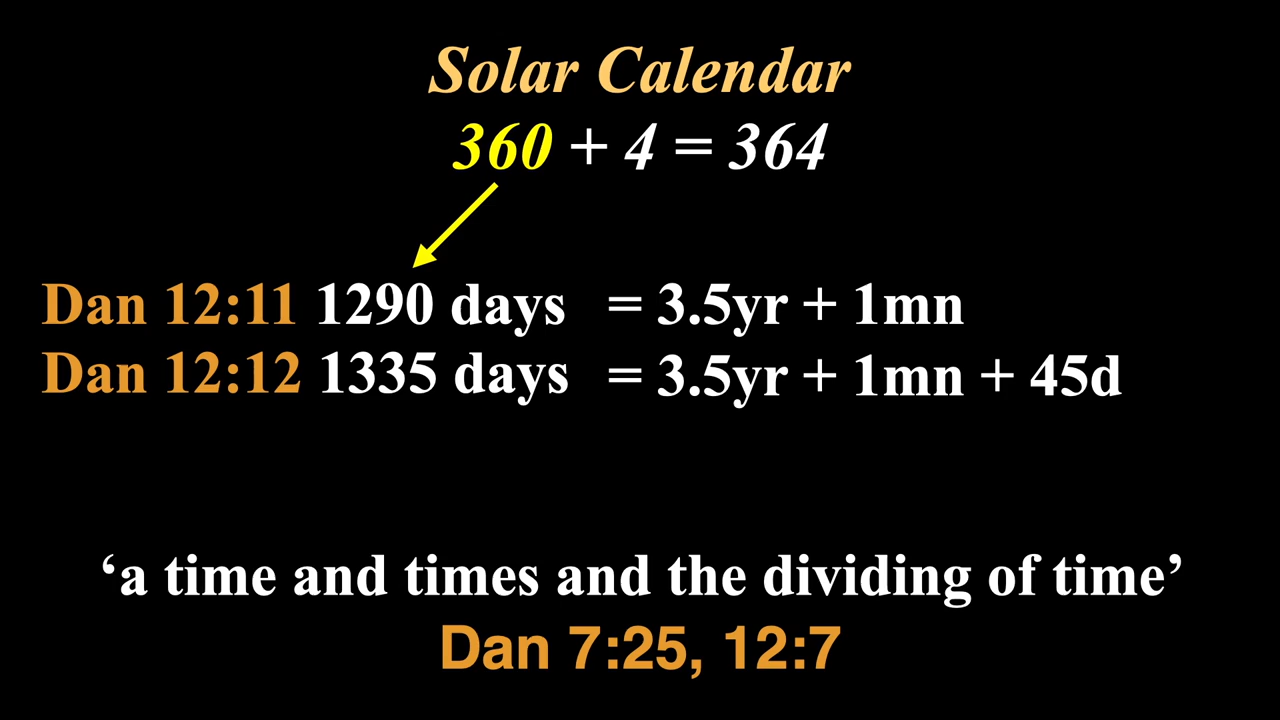 Solar Calendar
360 + 4 = 364
Dan 12:11 1290 days = 3.5yr + 1mn
Dan 12:12 1335 days = 3.5yr + 1mn + 45d
‘a time and times and the dividing of time’
Dan 7:25, 12:7